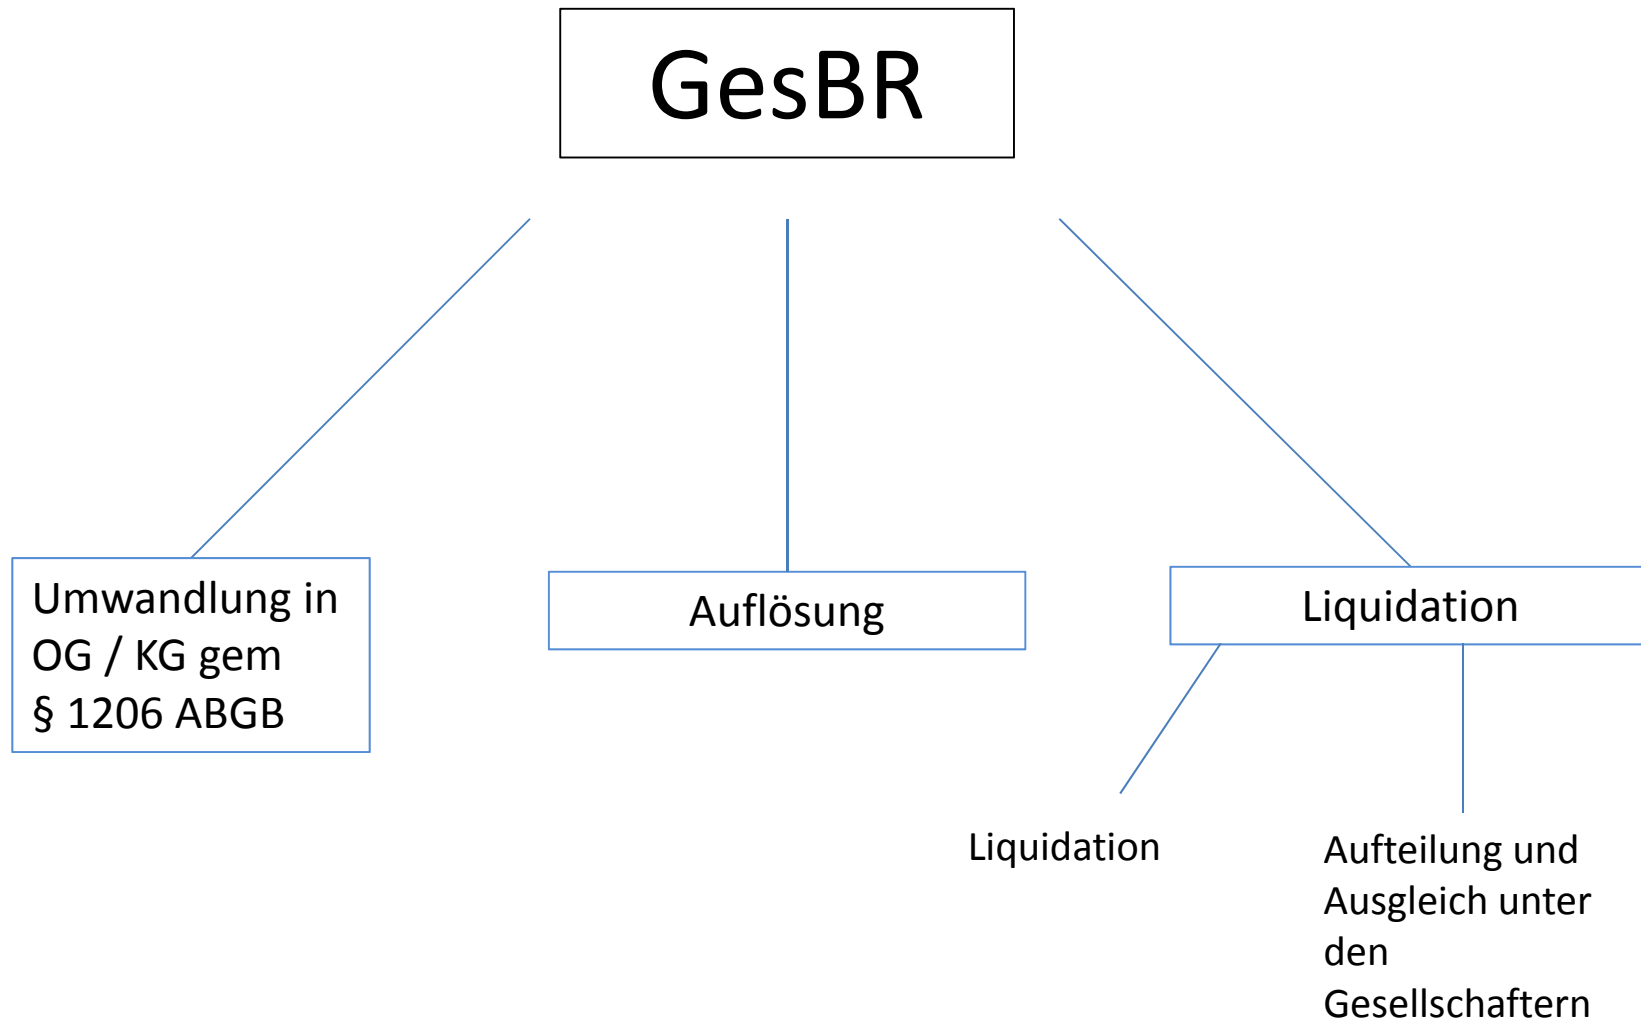 GesBR
Umwandlung in
OG / KG gem
§ 1206 ABGB
Auflösung
Liquidation
Liquidation
Aufteilung und
Ausgleich unter
den
Gesellschaftern